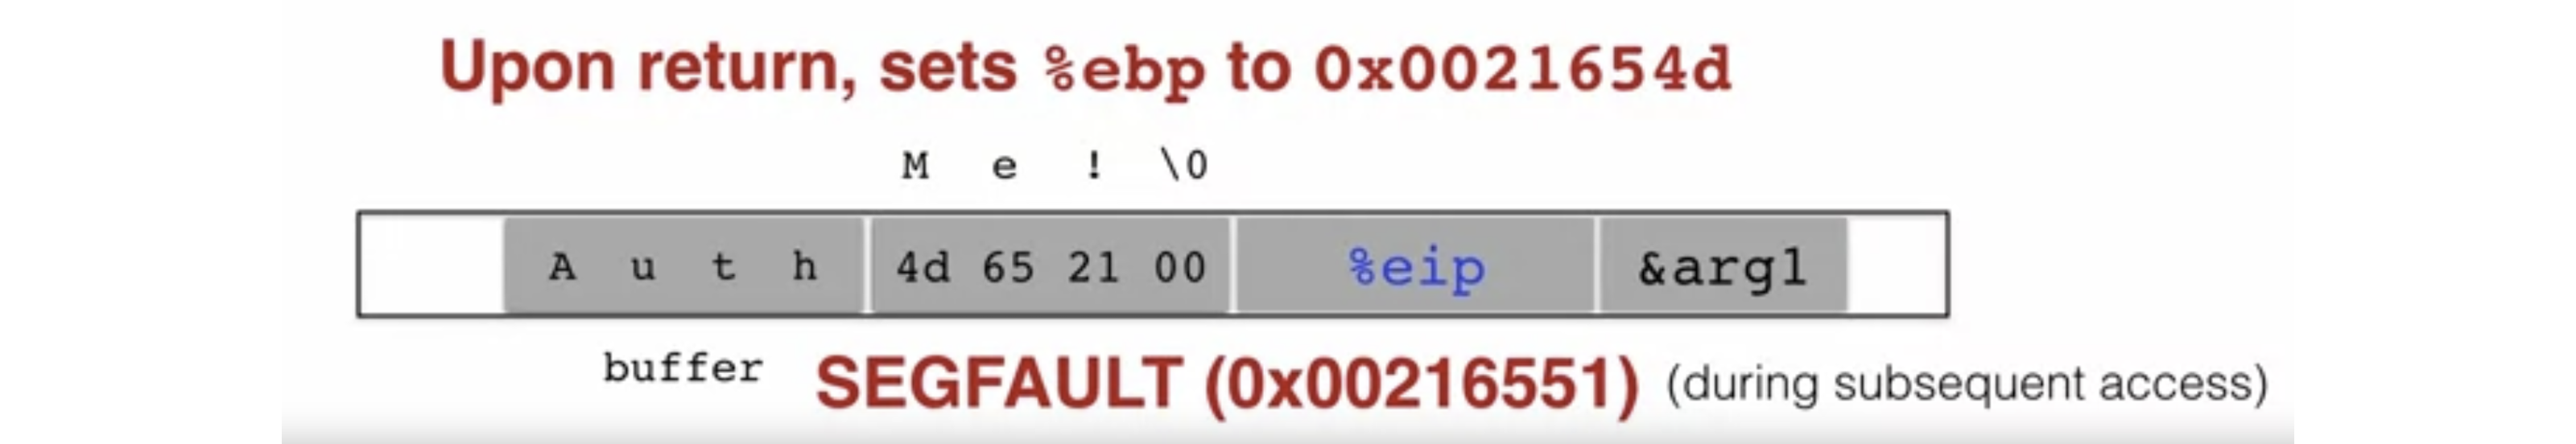 Upon return, sets %ebp to 0x0021654d
M e ! \0
A u t h 4d 65 21 00 %eip &arg1
buffer SEGFAULT (0x00216551) (during subsequent access)